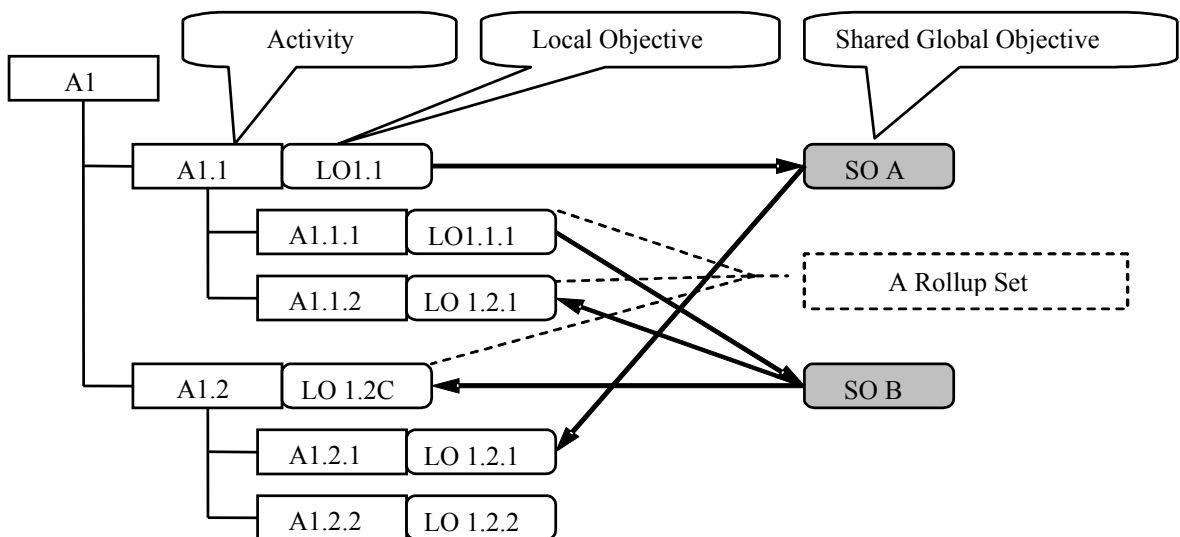 Activity
Local Objective
Shared Global Objective
A1
A1.1
LO1.1
SO A
A1.1.1
LO1.1.1
A Rollup Set
A1.1.2
LO 1.2.1
A1.2
LO 1.2C
SO B
A1.2.1
LO 1.2.1
A1.2.2
LO 1.2.2